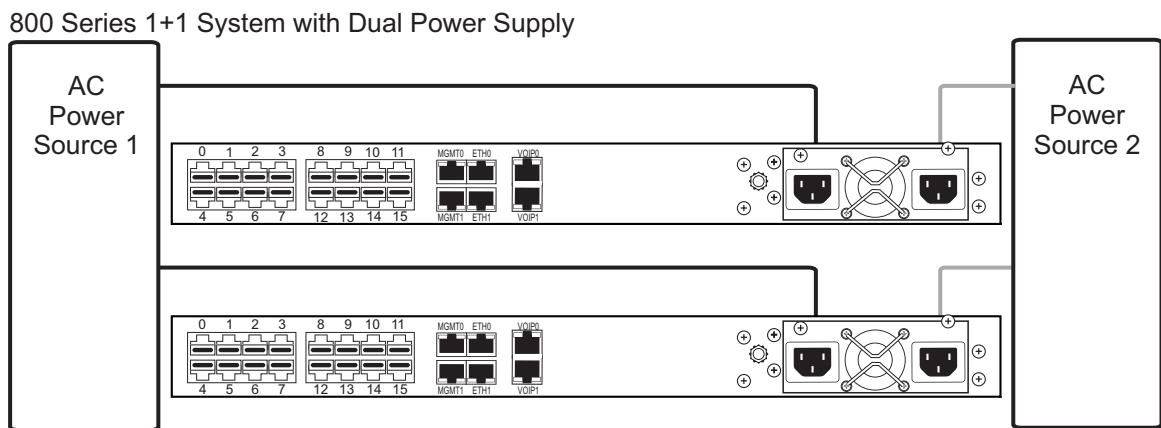 800 Series 1+1 System with Dual Power Supply
AC
Power
Source 1
AC
Power
Source 2
0 1 2 3 8 9 10 11 MGMT0 ETH0 VOIP0
4 5 6 7 12 13 14 15 MGMT1 ETH1 VOIP1
0 1 2 3 8 9 10 11 MGMT0 ETH0 VOIP0
4 5 6 7 12 13 14 15 MGMT1 ETH1 VOIP1